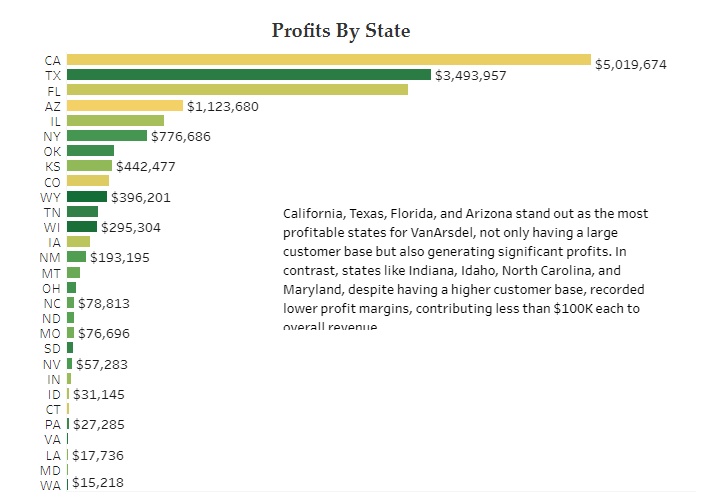 Profits By State
CA $5,019,674
TX $3,493,957
FL
AZ $1,123,680
IL
NY $776,686
OK
KS $442,477
CO
WY $396,201
TN
WI $295,304
IA
NM $193,195
MT
OH
NC $78,813
ND
MO $76,696
SD
NV $57,283
IN
ID $31,145
CT
PA $27,285
VA
LA $17,736
MD
WA $15,218
California, Texas, Florida, and Arizona stand out as the most
profitable states for VanArsdel, not only having a large
customer base but also generating significant profits. In
contrast, states like Indiana, Idaho, North Carolina, and
Maryland, despite having a higher customer base, recorded
lower profit margins, contributing less than $100K each to
overall revenue